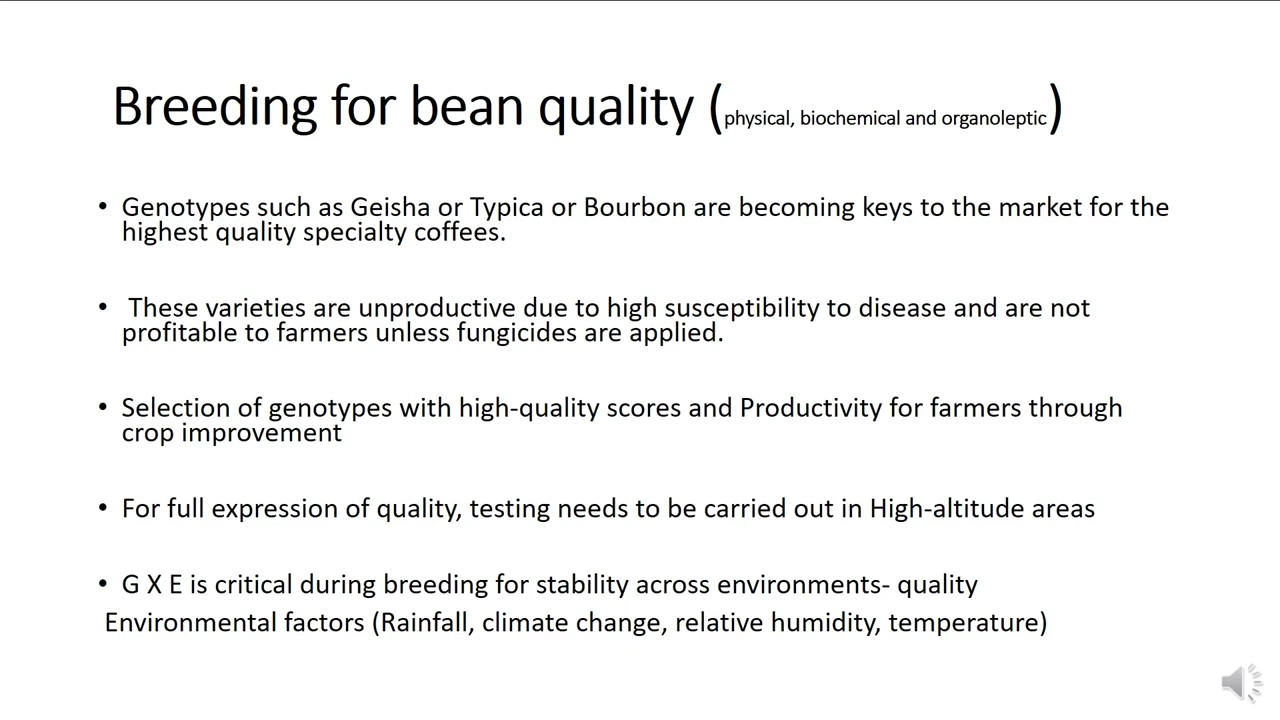 Breeding for bean quality (physical, biochemical and organoleptic)
• Genotypes such as Geisha or Typica or Bourbon are becoming keys to the market for the
highest quality specialty coffees.
• These varieties are unproductive due to high susceptibility to disease and are not
profitable to farmers unless fungicides are applied.
• Selection of genotypes with high-quality scores and Productivity for farmers through
crop improvement
• For full expression of quality, testing needs to be carried out in High-altitude areas
• G X E is critical during breeding for stability across environments- quality
Environmental factors (Rainfall, climate change, relative humidity, temperature)